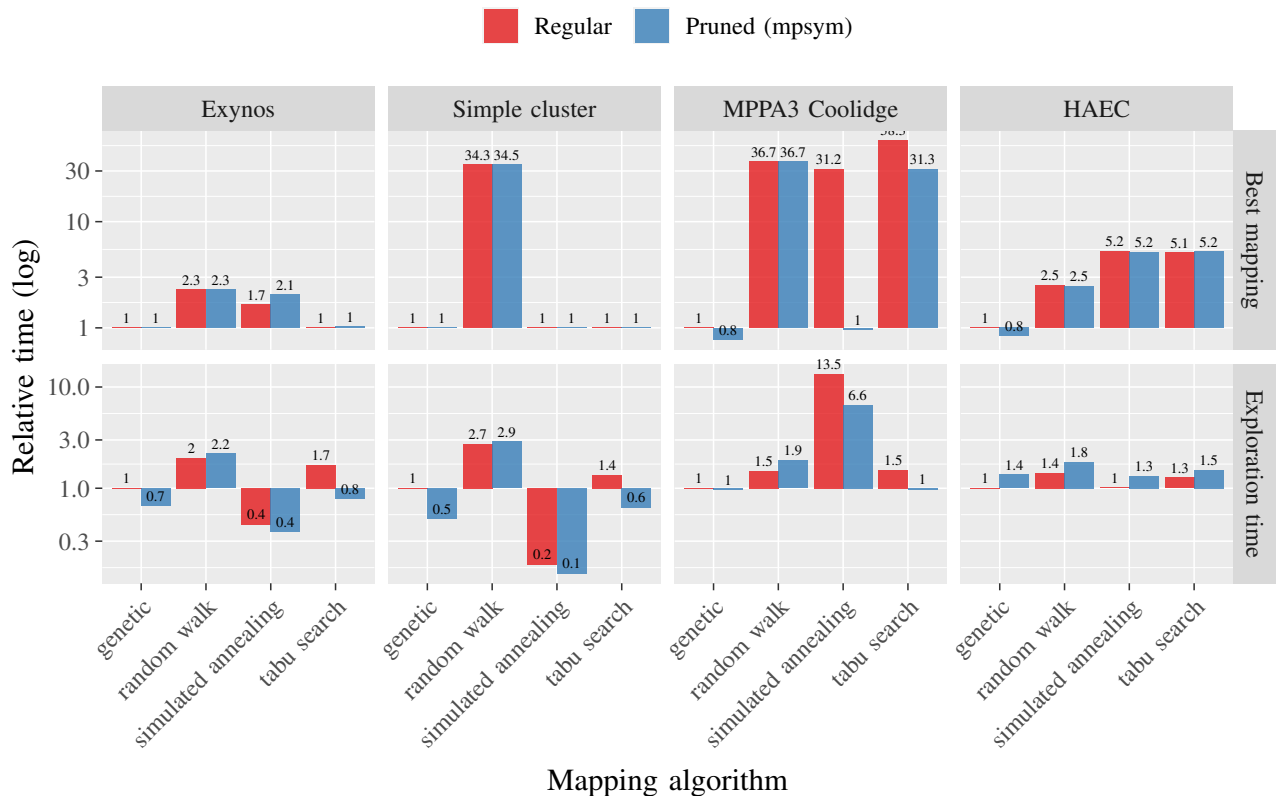 Regular Pruned (mpsym)
Exynos Simple cluster MPPA3 Coolidge HAEC
Relative time (log)
30
10
3
1
1 1 2.3 2.3 1.7 2.1 1 1
1 1 34.3 34.5 1 1 1 1
1 0.8 36.7 36.7 31.2 1 31.3
1 0.8 2.5 2.5 5.2 5.2 5.1 5.2
Best mapping
10.0
3.0
1.0
0.3
1 0.7 2 2.2 0.4 0.4 1.7 0.8
1 0.5 2.7 2.9 0.2 0.1 1.4 0.6
1 1 1.5 1.9 13.5 6.6 1.5 1
1 1.4 1.4 1.8 1 1.3 1.3 1.5
Exploration time
genetic random walk simulated annealing tabu search
genetic random walk simulated annealing tabu search
genetic random walk simulated annealing tabu search
genetic random walk simulated annealing tabu search
Mapping algorithm